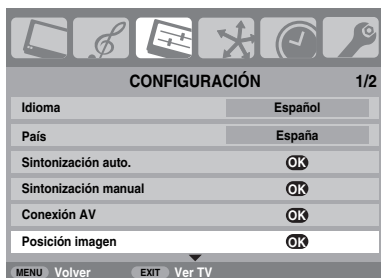 CONFIGURACIÓN 1/2
Idioma Español
País España
Sintonización auto. OK
Sintonización manual OK
Conexión AV OK
Posición imagen OK
MENU Volver EXIT Ver TV